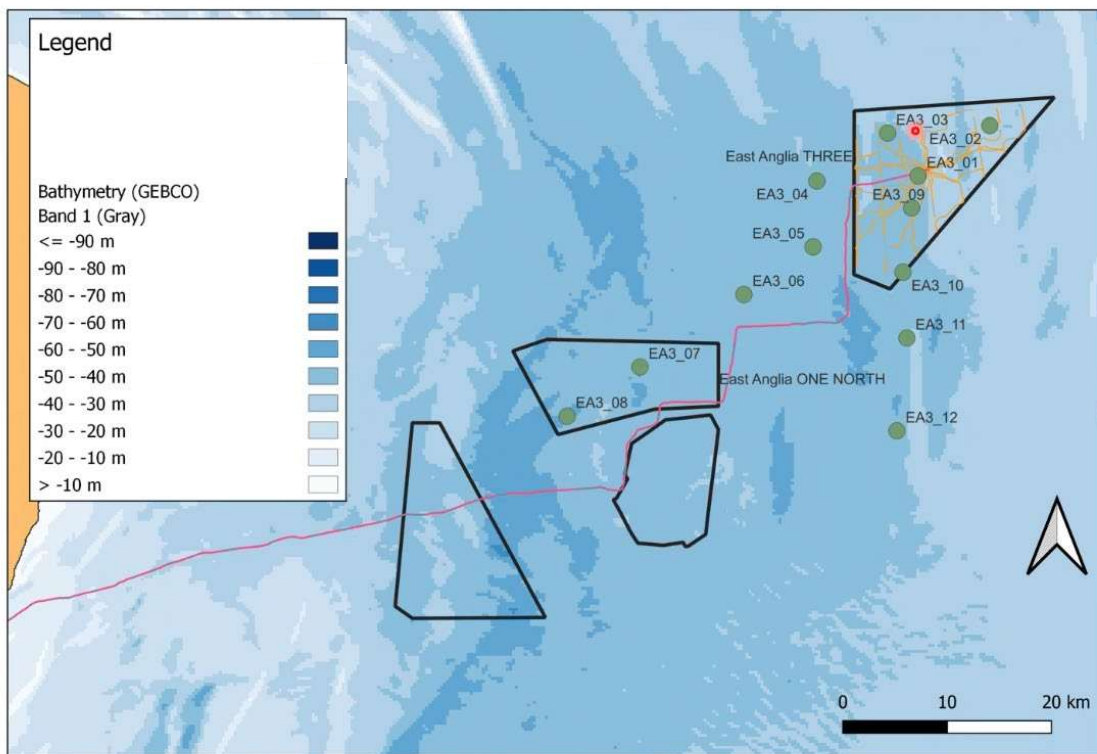 Legend
Bathymetry (GEBCO)
Band 1 (Gray)
<= -90 m
-90 - -80 m
-80 - -70 m
-70 - -60 m
-60 - -50 m
-50 - -40 m
-40 - -30 m
-30 - -20 m
-20 - -10 m
> -10 m
EA3_03
EA3_02
East Anglia THREE
EA3_01
EA3_04
EA3_09
EA3_05
EA3_06
EA3_10
EA3_11
EA3_07
East Anglia ONE NORTH
EA3_08
EA3_12
0 10 20 km